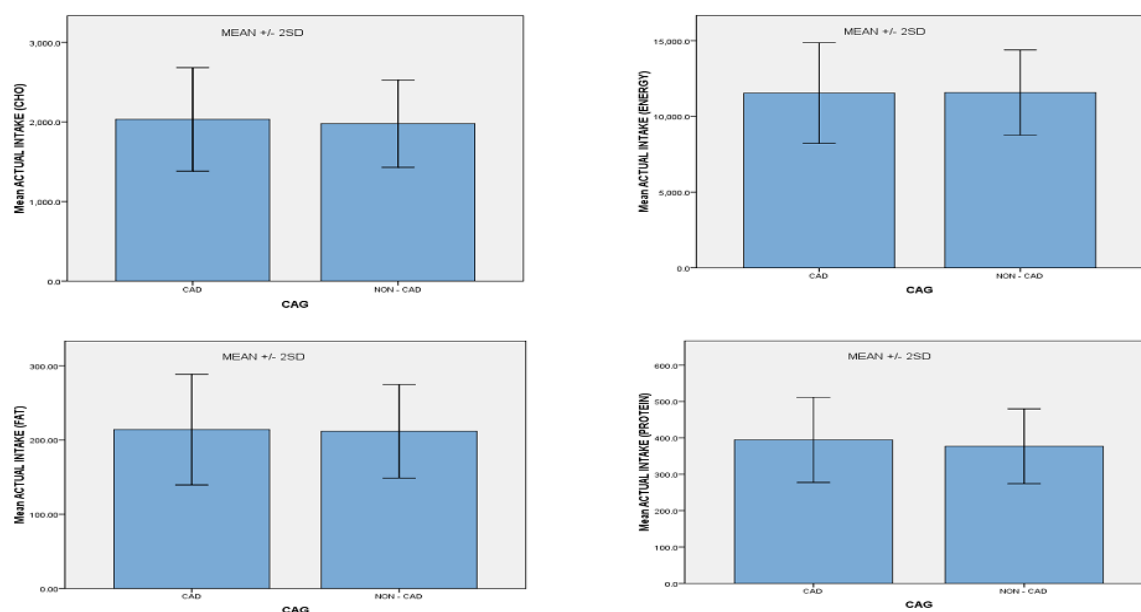 MEAN +/- 2SD
Mean ACTUAL INTAKE (CHO)
3,000.0
2,000.0
1,000.0
0.0
CAD
NON - CAD
CAG
MEAN +/- 2SD
Mean ACTUAL INTAKE (ENERGY)
15,000.0
10,000.0
5,000.0
0.0
CAD
NON - CAD
CAG
MEAN +/- 2SD
Mean ACTUAL INTAKE (FAT)
300.00
200.00
100.00
0.00
CAD
NON - CAD
CAG
MEAN +/- 2SD
Mean ACTUAL INTAKE (PROTEIN)
600.0
500.0
400.0
300.0
200.0
100.0
0.0
CAD
NON - CAD
CAG